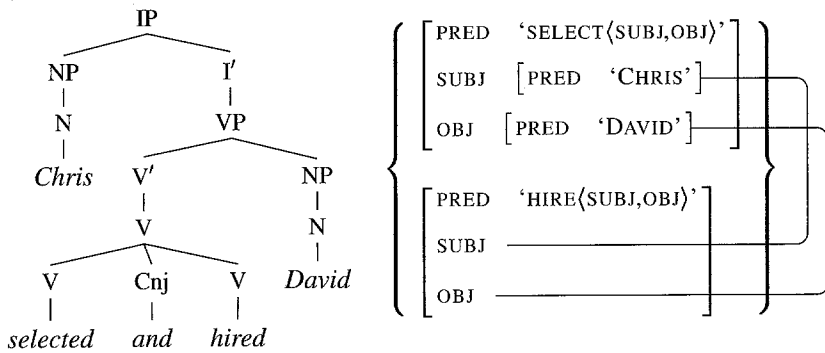 IP
NP I′
N VP
Chris V′ NP
V N
V Cnj V David
selected and hired
PRED ‘SELECT⟨SUBJ,OBJ⟩’
SUBJ [PRED ‘CHRIS’]
OBJ [PRED ‘DAVID’]
PRED ‘HIRE⟨SUBJ,OBJ⟩’
SUBJ
OBJ